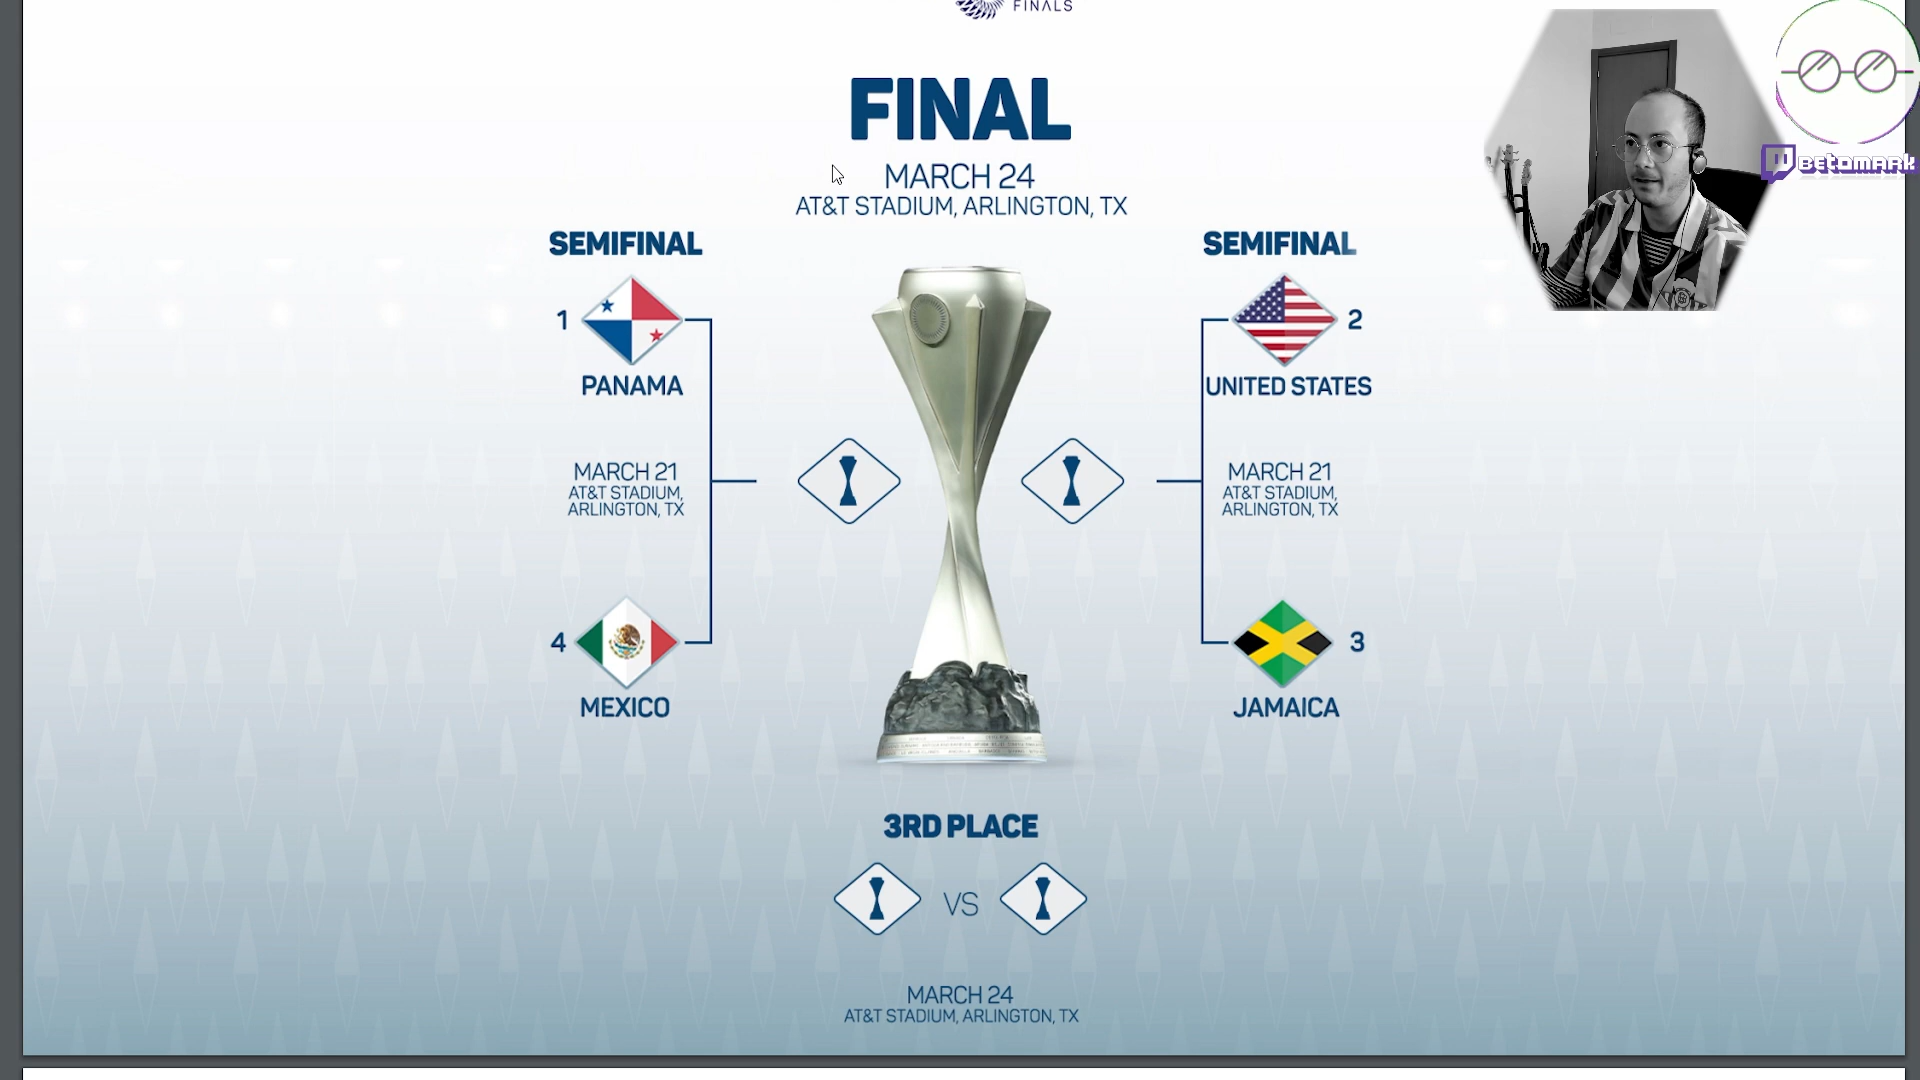 FINALS
FINAL
MARCH 24
AT&T STADIUM, ARLINGTON, TX
SEMIFINAL
1
PANAMA
MARCH 21
AT&T STADIUM,
ARLINGTON, TX
4
MEXICO
SEMIFINAL
2
UNITED STATES
MARCH 21
AT&T STADIUM,
ARLINGTON, TX
3
JAMAICA
3RD PLACE
VS
MARCH 24
AT&T STADIUM, ARLINGTON, TX
BETOMARK